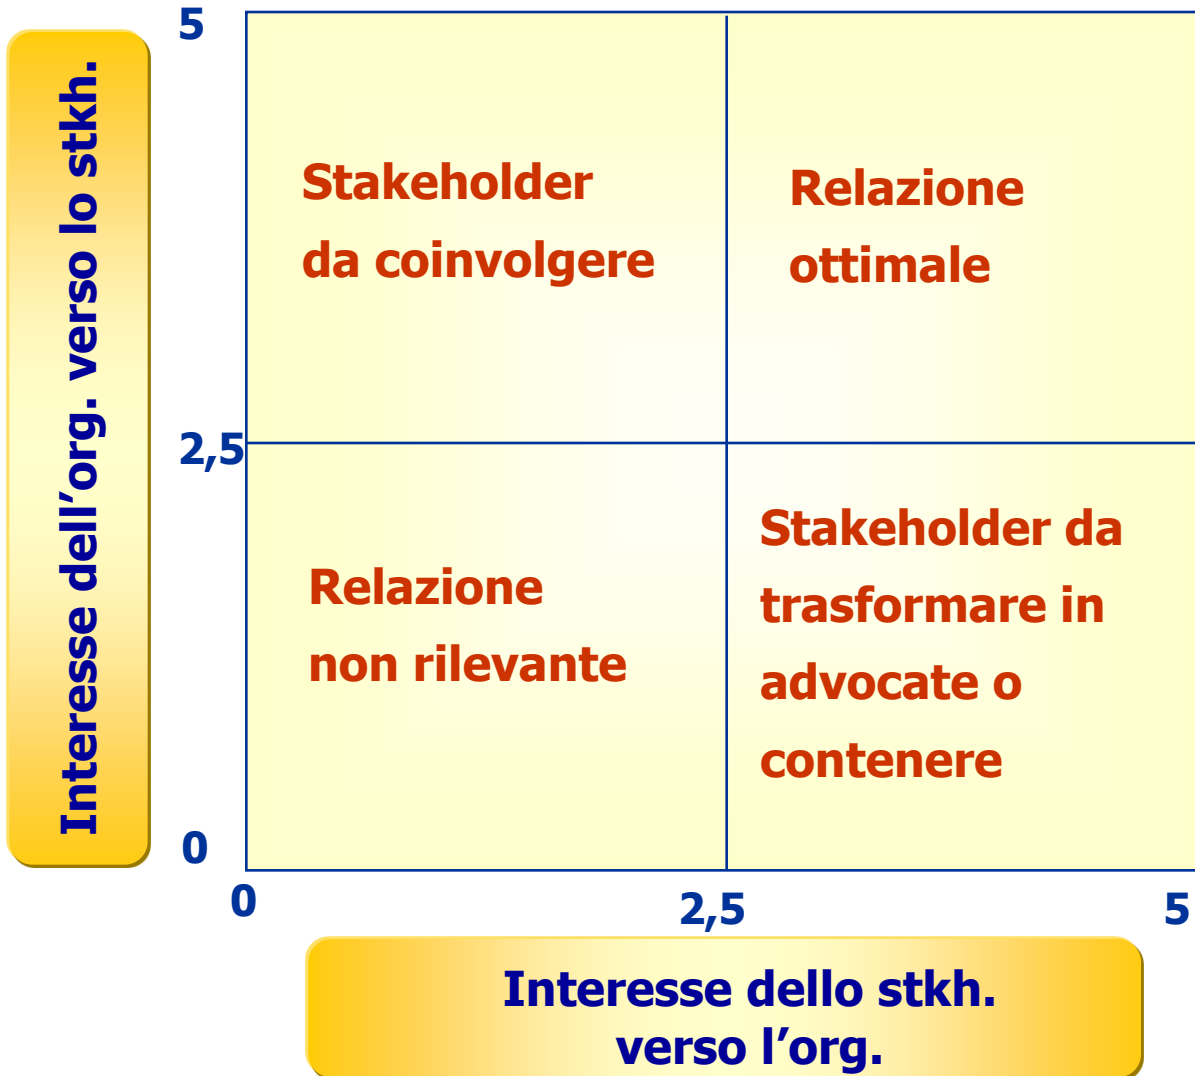 5
Interesse dell'org. verso lo stkh.
Stakeholder
da coinvolgere
Relazione
ottimale
2,5
Relazione
non rilevante
Stakeholder da
trasformare in
advocate o
contenere
0
0
2,5
5
Interesse dello stkh.
verso l'org.